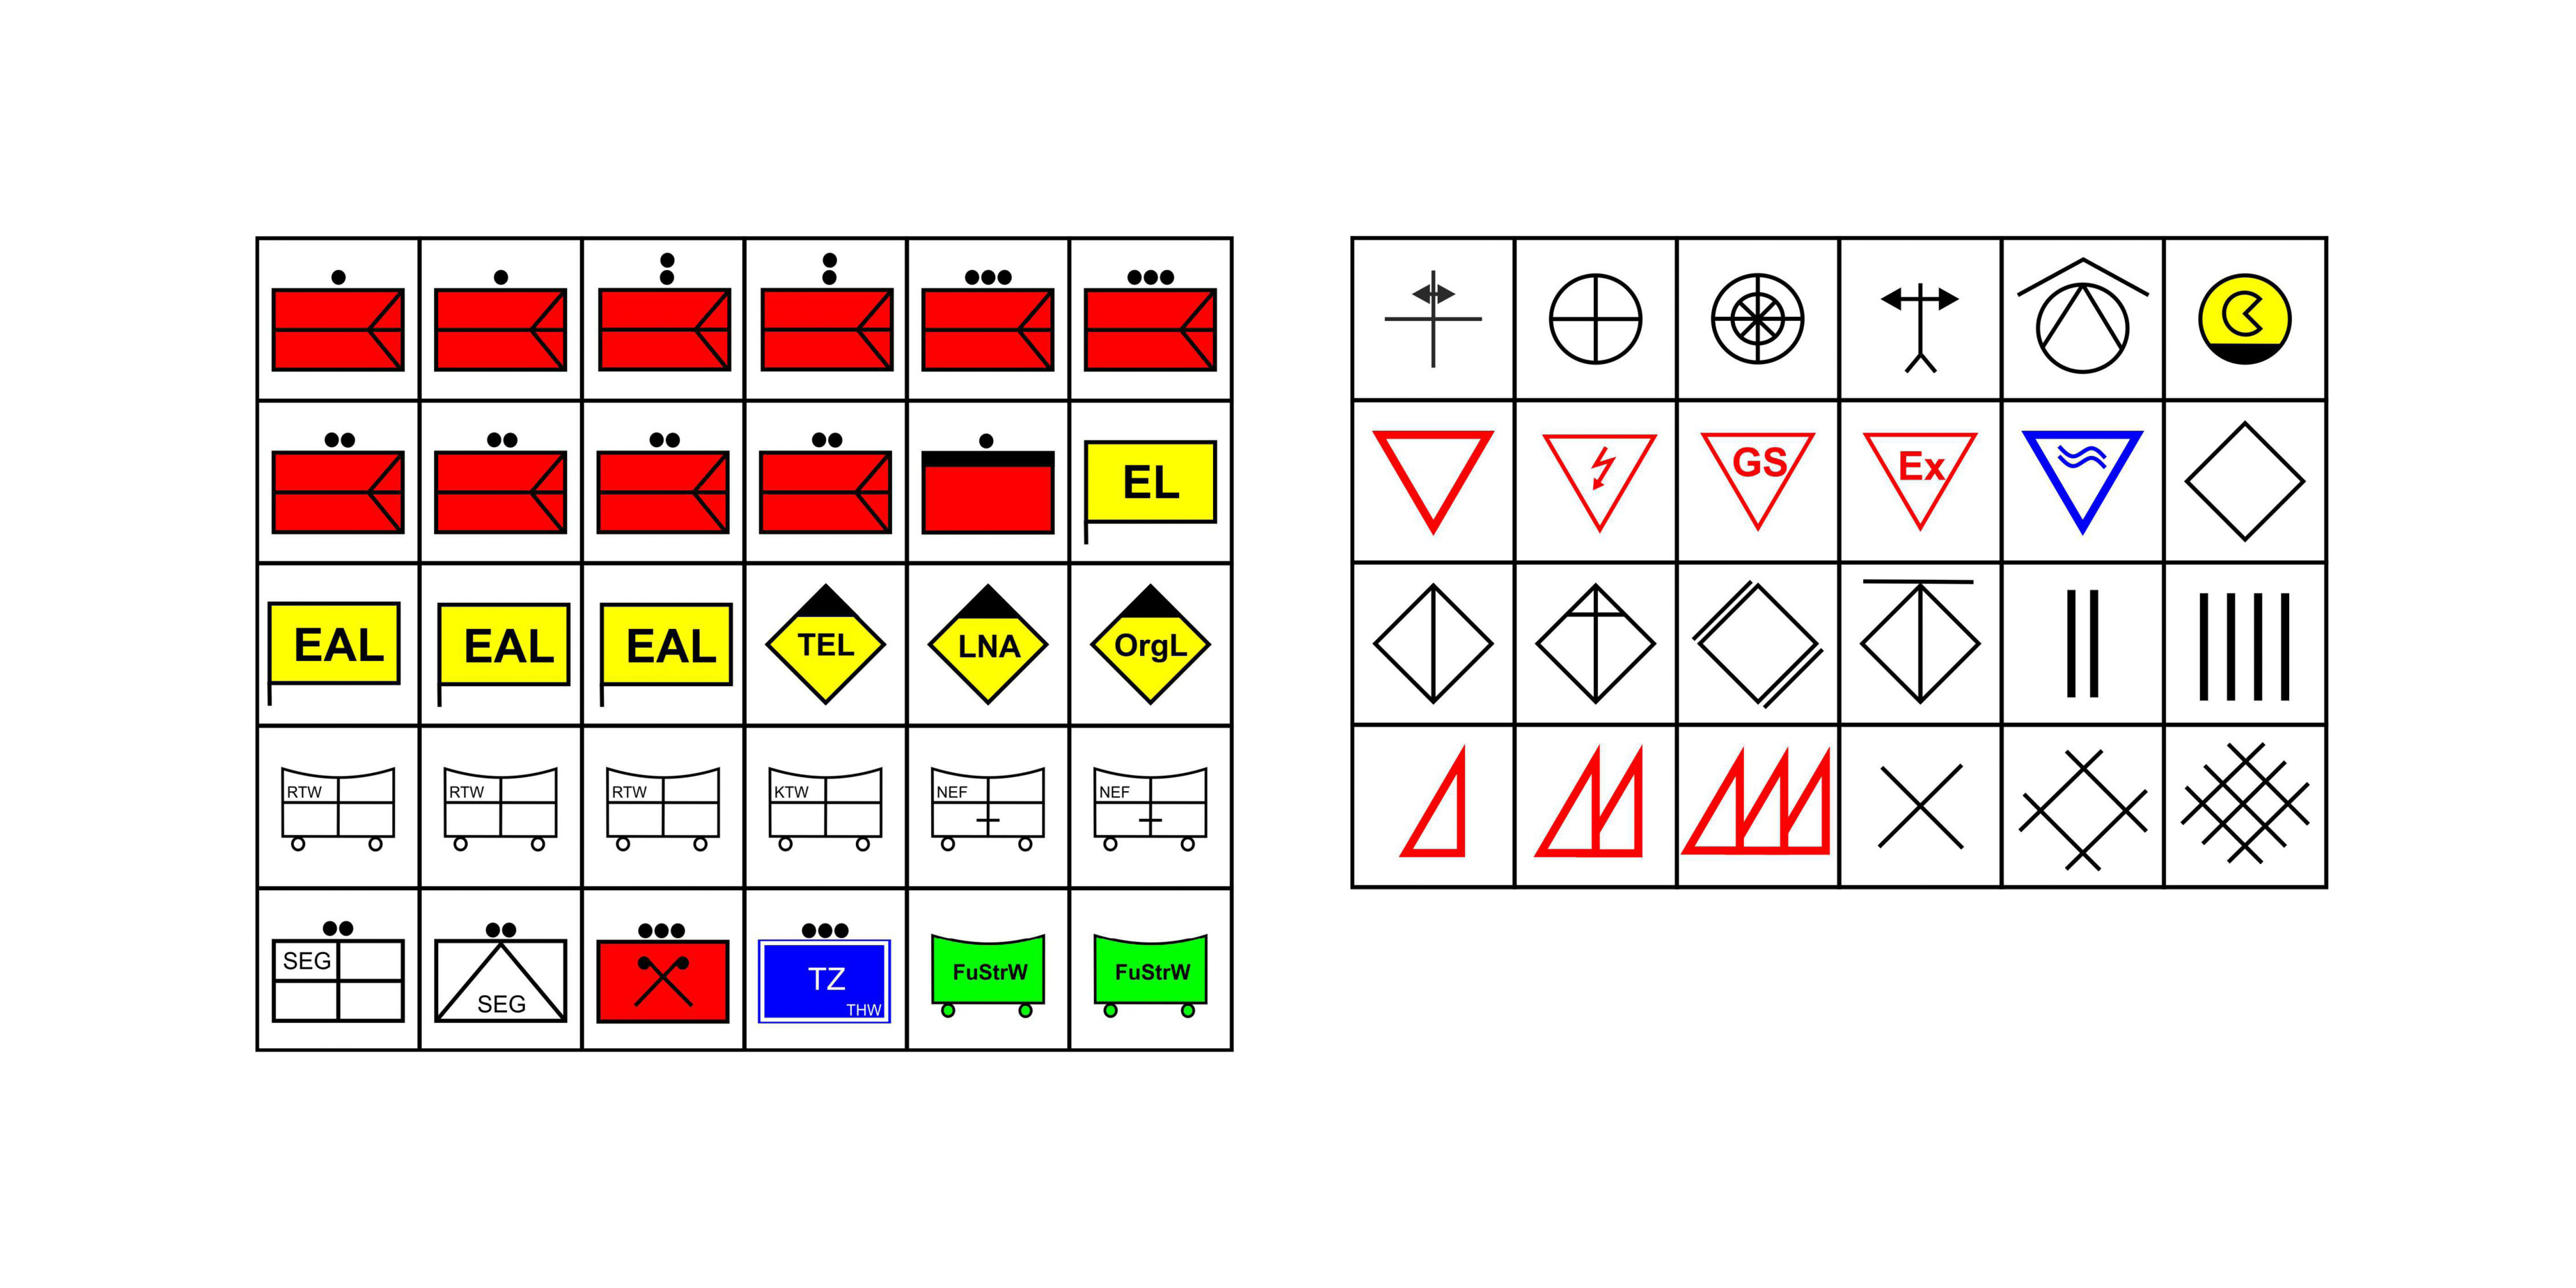 EL
EAL
EAL
EAL
TEL
LNA
OrgL
RTW
RTW
RTW
KTW
NEF
NEF
SEG
SEG
TZ
THW
FuStrW
FuStrW
GS
Ex